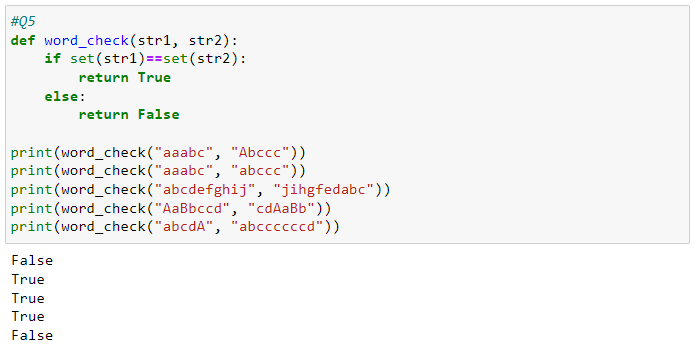 #Q5
def word_check(str1, str2):
    if set(str1)==set(str2):
        return True
    else:
        return False
print(word_check("aaabc", "Abccc"))
print(word_check("aaabc", "abccc"))
print(word_check("abcdefghij", "jihgfedabc"))
print(word_check("AaBbccd", "cdAaBb"))
print(word_check("abcdA", "abccccccd"))
False
True
True
True
False